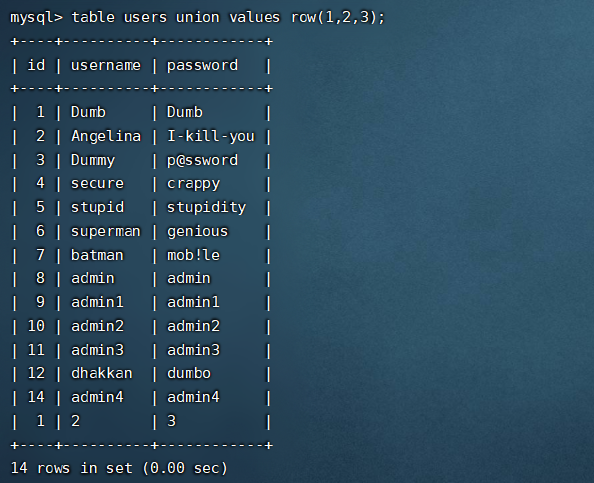 mysql> table users union values row(1,2,3);
+----+----------+------------+
| id | username | password   |
+----+----------+------------+
|  1 | Dumb     | Dumb       |
|  2 | Angelina | I-kill-you |
|  3 | Dummy    | p@ssword   |
|  4 | secure   | crappy     |
|  5 | stupid   | stupidity  |
|  6 | superman | genious    |
|  7 | batman   | mob!le     |
|  8 | admin    | admin      |
|  9 | admin1   | admin1     |
| 10 | admin2   | admin2     |
| 11 | admin3   | admin3     |
| 12 | dhakkan  | dumbo      |
| 14 | admin4   | admin4     |
|  1 | 2        | 3          |
+----+----------+------------+
14 rows in set (0.00 sec)